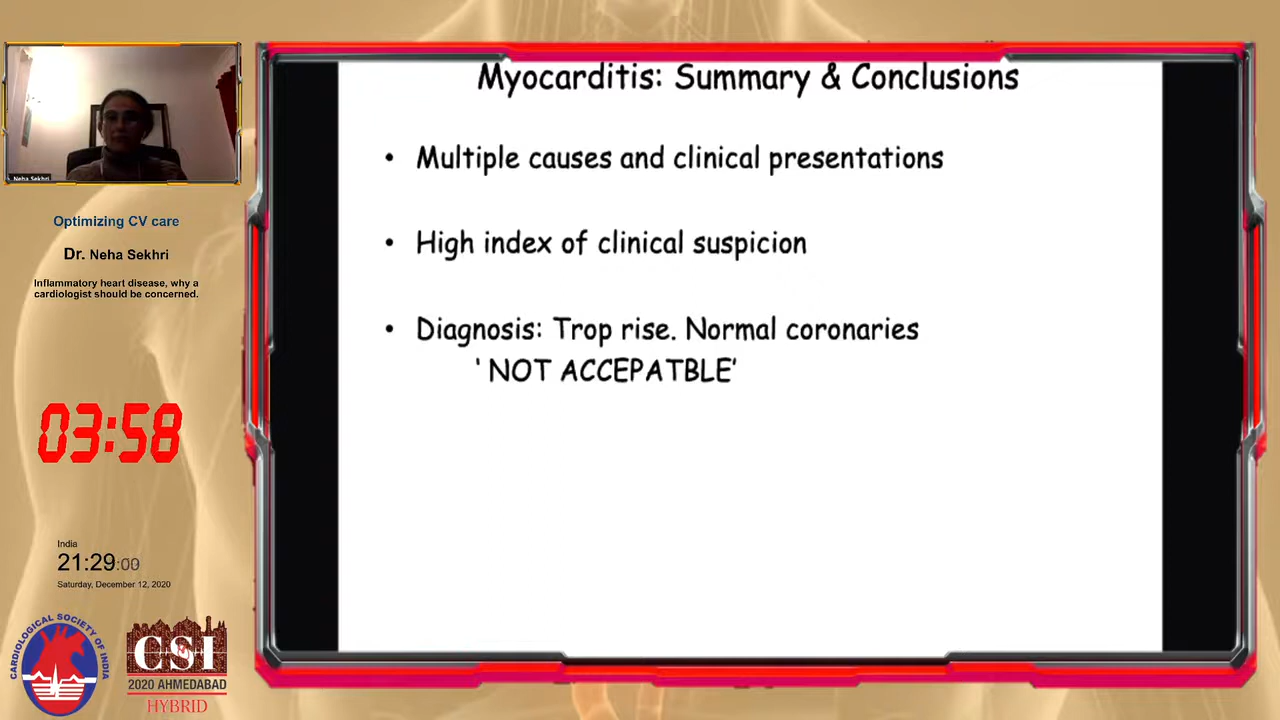 Neha Sekhri
Optimizing CV care
Dr. Neha Sekhri
Inflammatory heart disease, why a
cardiologist should be concerned.
03:58
India
21:29:00
Saturday, December 12, 2020
CARDIOLOGICAL SOCIETY OF INDIA
CSI
2020 AHMEDABAD
HYBRID
Myocarditis: Summary & Conclusions
• Multiple causes and clinical presentations
• High index of clinical suspicion
• Diagnosis: Trop rise. Normal coronaries
' NOT ACCEPATBLE'